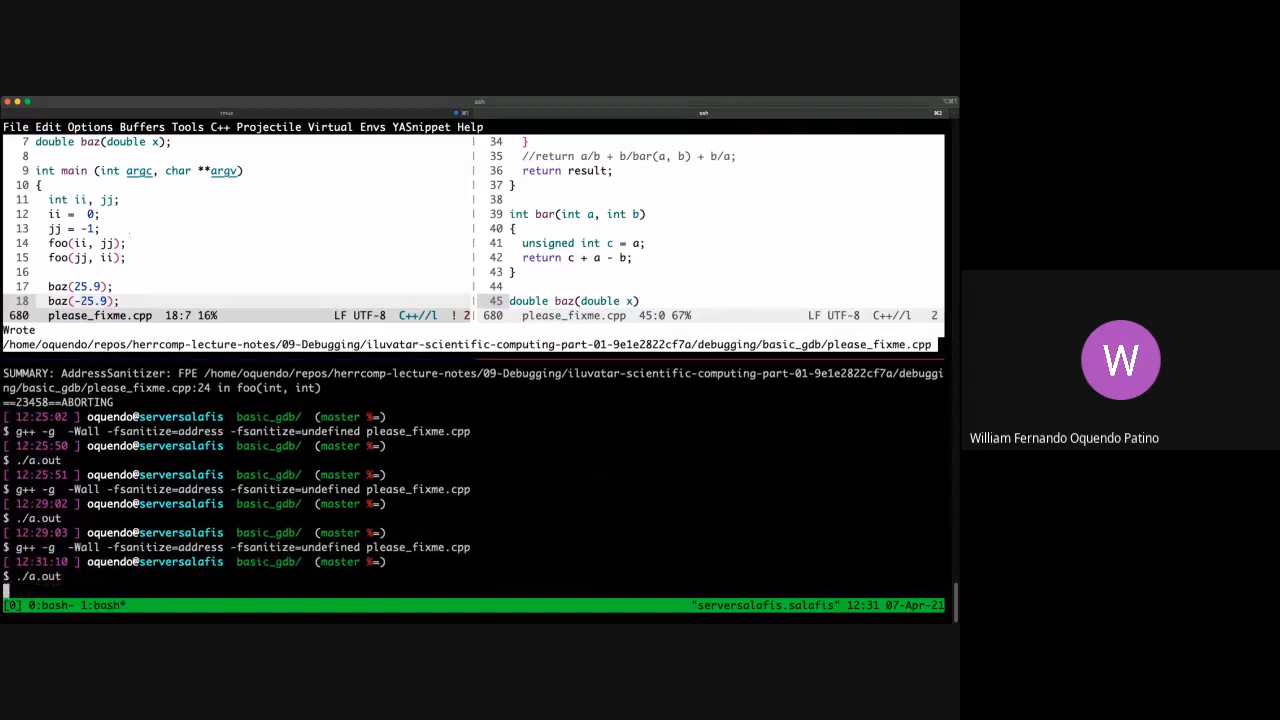 ssh
tmux ⌘1 ssh ⌘2
File Edit Options Buffers Tools C++ Projectile Virtual Envs YASnippet Help
7 double baz(double x);
8
9 int main (int argc, char **argv)
10 {
11 int ii, jj;
12 ii = 0;
13 jj = -1;
14 foo(ii, jj);
15 foo(jj, ii);
16
17 baz(25.9);
18 baz(-25.9);
680 please_fixme.cpp 18:7 16% LF UTF-8 C++//l ! 2
34 }
35 //return a/b + b/bar(a, b) + b/a;
36 return result;
37 }
38
39 int bar(int a, int b)
40 {
41 unsigned int c = a;
42 return c + a - b;
43 }
44
45 double baz(double x)
680 please_fixme.cpp 45:0 67% LF UTF-8 C++//l 2
Wrote
/home/oquendo/repos/herrcomp-lecture-notes/09-Debugging/iluvatar-scientific-computing-part-01-9e1e2822cf7a/debugging/basic_gdb/please_fixme.cpp
SUMMARY: AddressSanitizer: FPE /home/oquendo/repos/herrcomp-lecture-notes/09-Debugging/iluvatar-scientific-computing-part-01-9e1e2822cf7a/debuggi
ng/basic_gdb/please_fixme.cpp:24 in foo(int, int)
==23458==ABORTING
[ 12:25:02 ] oquendo@serversalafis basic_gdb/ (master %=)
$ g++ -g -Wall -fsanitize=address -fsanitize=undefined please_fixme.cpp
[ 12:25:50 ] oquendo@serversalafis basic_gdb/ (master %=)
$ ./a.out
[ 12:25:51 ] oquendo@serversalafis basic_gdb/ (master %=)
$ g++ -g -Wall -fsanitize=address -fsanitize=undefined please_fixme.cpp
[ 12:29:02 ] oquendo@serversalafis basic_gdb/ (master %=)
$ ./a.out
[ 12:29:03 ] oquendo@serversalafis basic_gdb/ (master %=)
$ g++ -g -Wall -fsanitize=address -fsanitize=undefined please_fixme.cpp
[ 12:31:10 ] oquendo@serversalafis basic_gdb/ (master %=)
$ ./a.out
[0] 0:bash- 1:bash* "serversalafis.salafis" 12:31 07-Apr-21
W
William Fernando Oquendo Patino